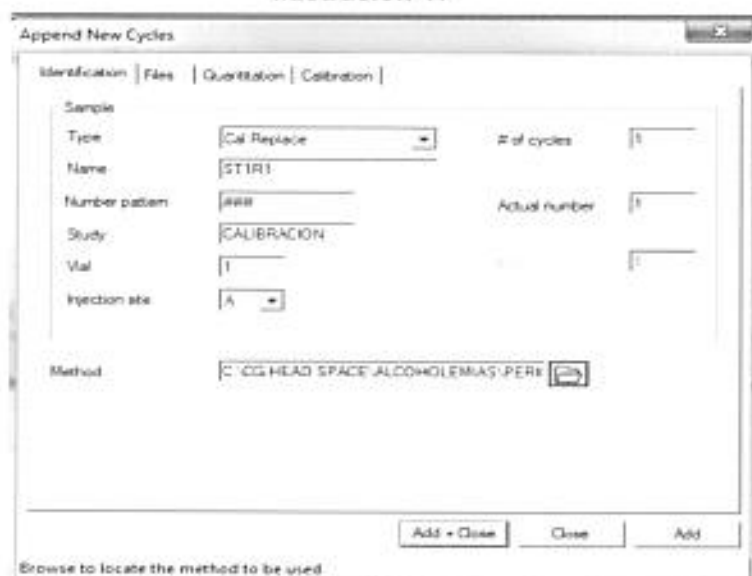 Append New Cycles
Identification Files Quantitation Calibration
Sample
Type Cal Replace # of cycles 1
Name ST1R1
Number pattern ### Actual number 1
Study CALIBRACION
Vial 1 1
Injection site A
Method C:\CG HEAD SPACE\ALCOHOLEMIAS\PERK
Add + Close Close Add
Browse to locate the method to be used